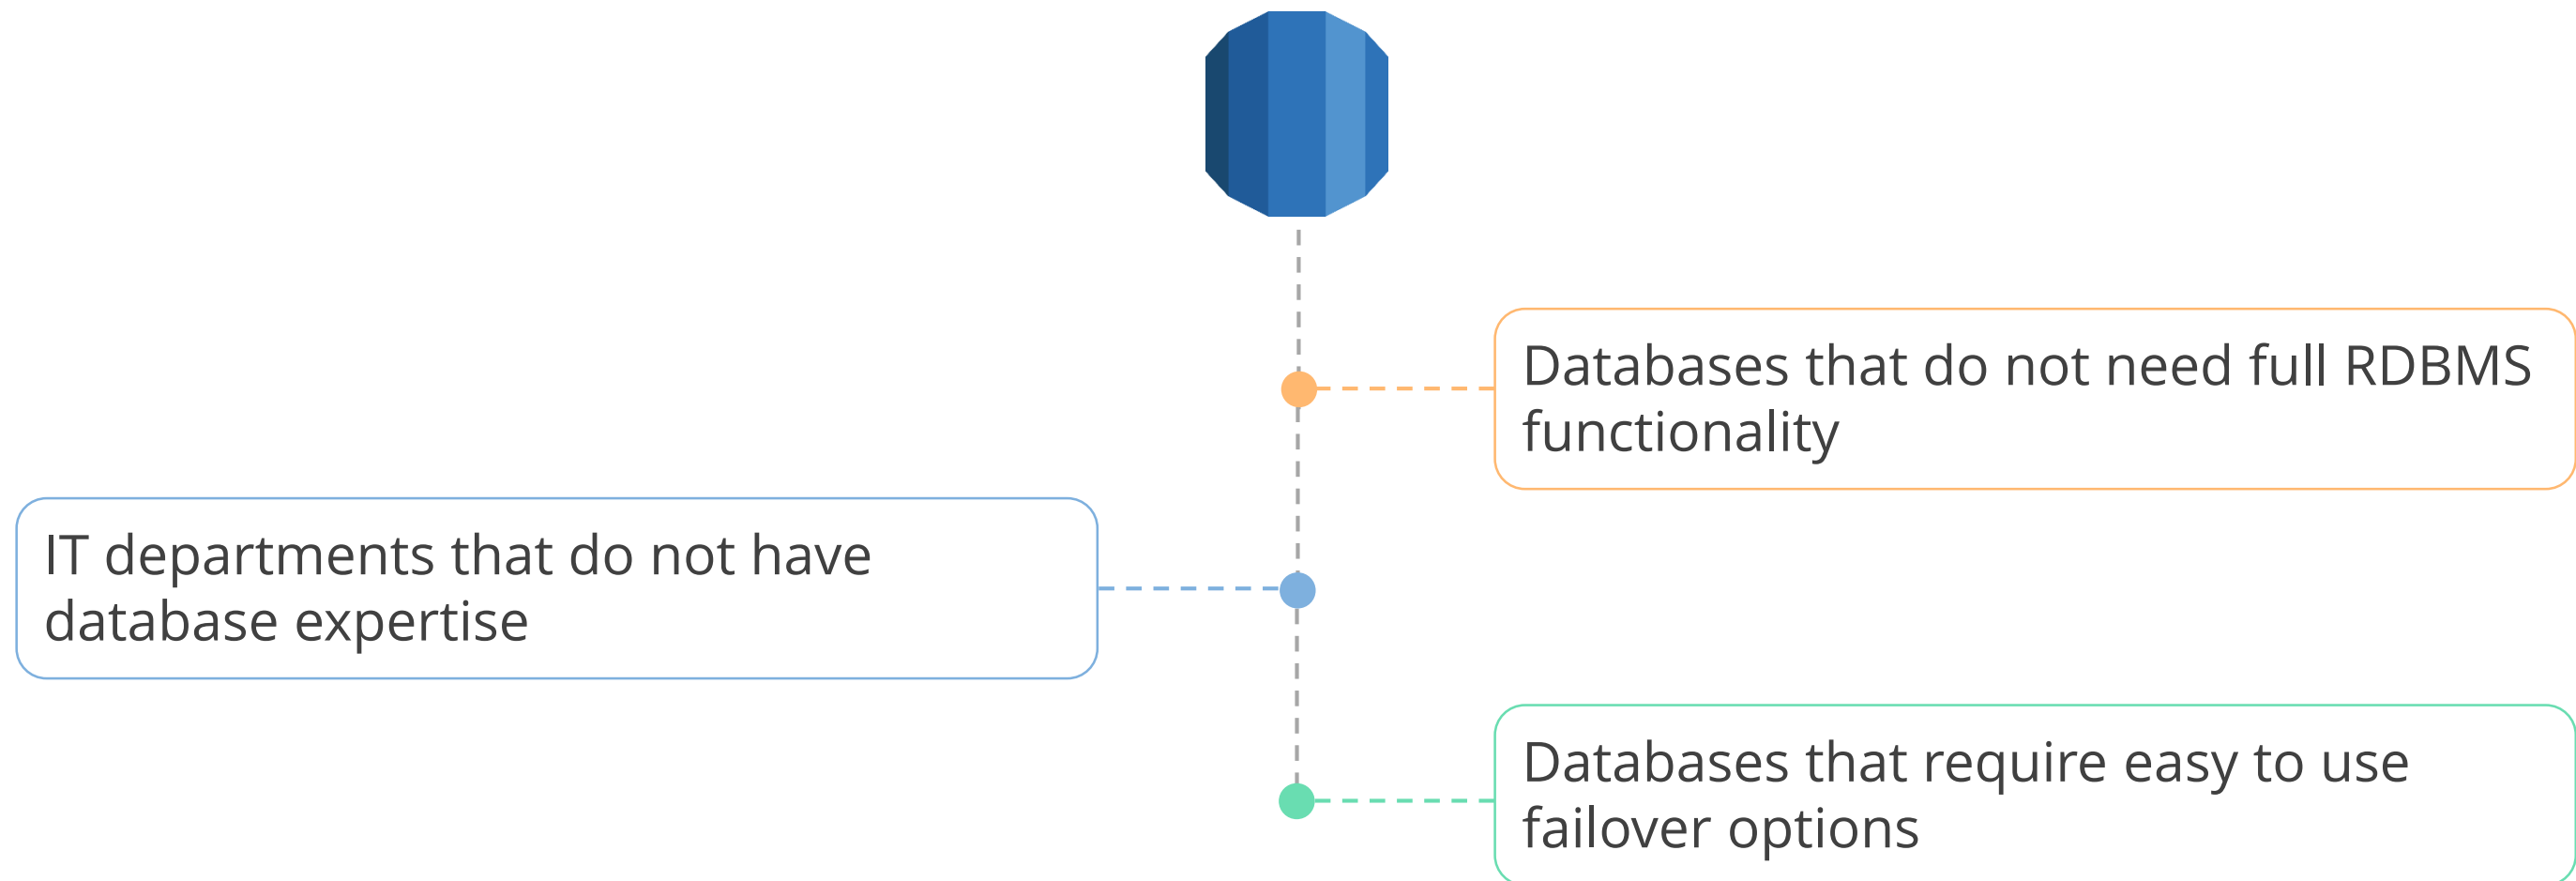 Databases that do not need full RDBMS
functionality
IT departments that do not have
database expertise
Databases that require easy to use
failover options